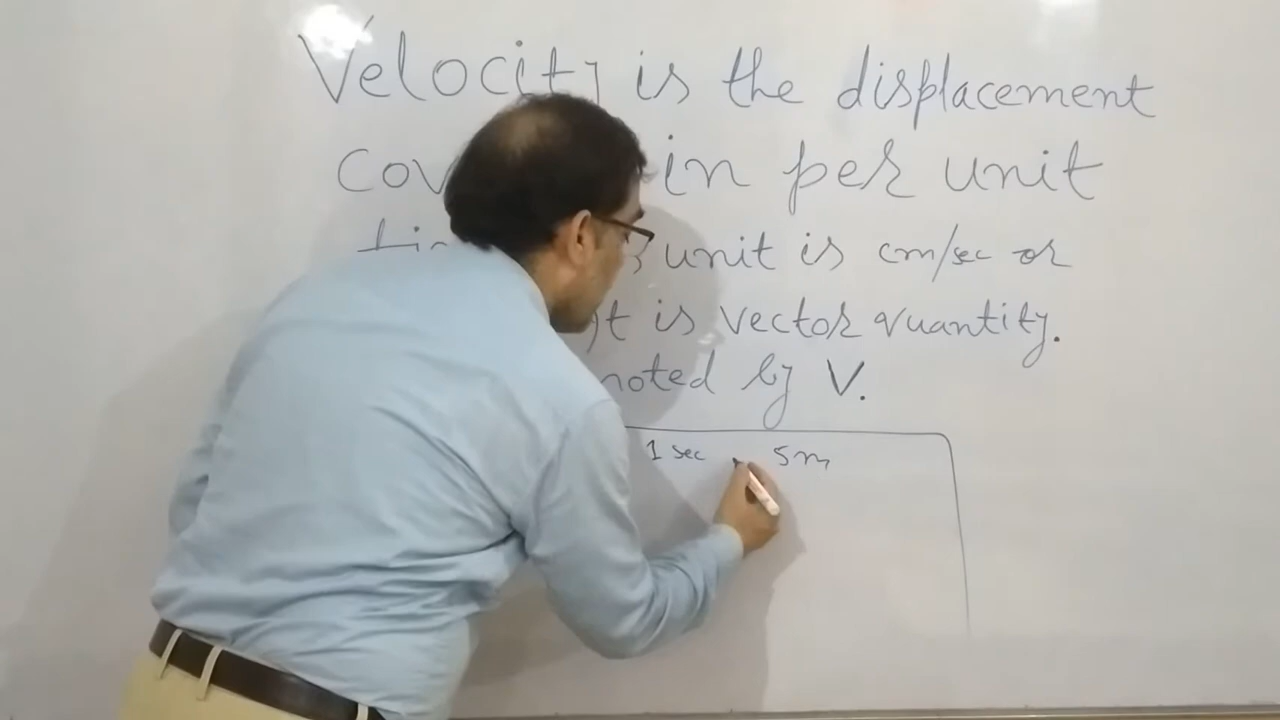 Velocity is the displacement
in per unit
unit is cm/sec or
It is vector quantity.
noted by V.
1 sec 5m